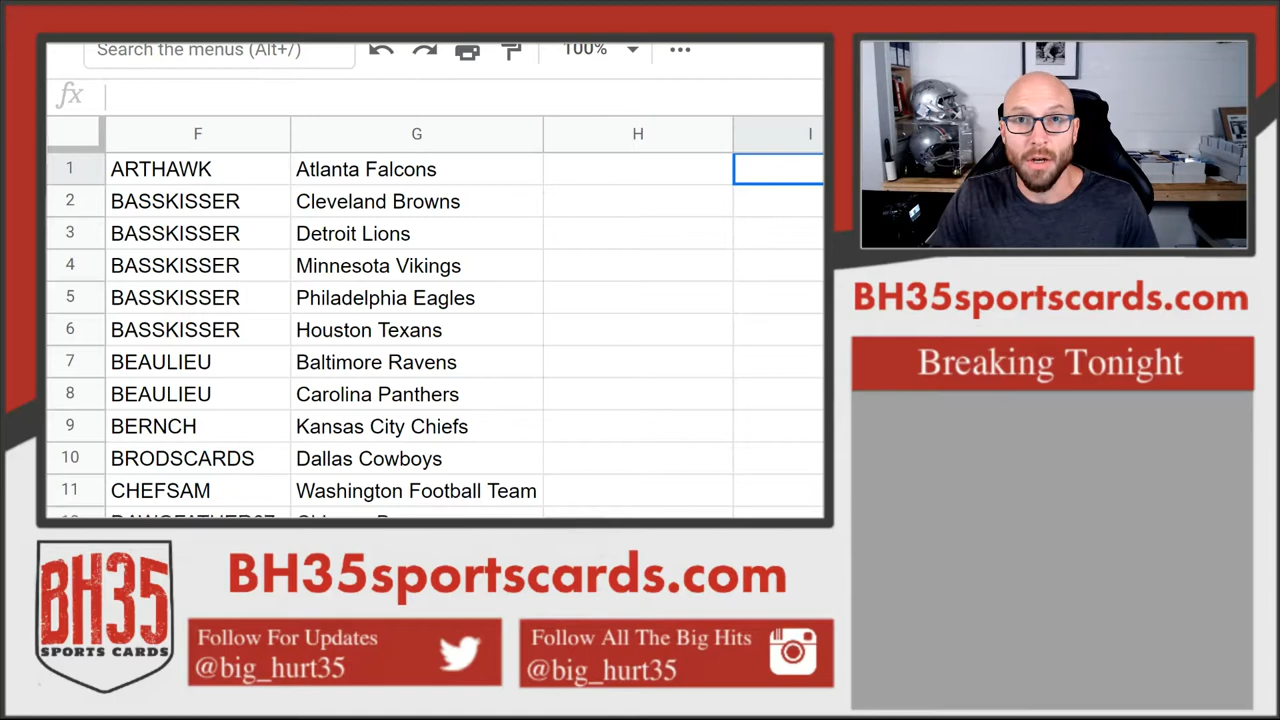 Search the menus (Alt+/)
100%
fx
F G H I
1 ARTHAWK Atlanta Falcons
2 BASSKISSER Cleveland Browns
3 BASSKISSER Detroit Lions
4 BASSKISSER Minnesota Vikings
5 BASSKISSER Philadelphia Eagles
6 BASSKISSER Houston Texans
7 BEAULIEU Baltimore Ravens
8 BEAULIEU Carolina Panthers
9 BERNCH Kansas City Chiefs
10 BRODSCARDS Dallas Cowboys
11 CHEFSAM Washington Football Team
BH35sportscards.com
Breaking Tonight
BH35
SPORTS CARDS
BH35sportscards.com
Follow For Updates
@big_hurt35
Follow All The Big Hits
@big_hurt35